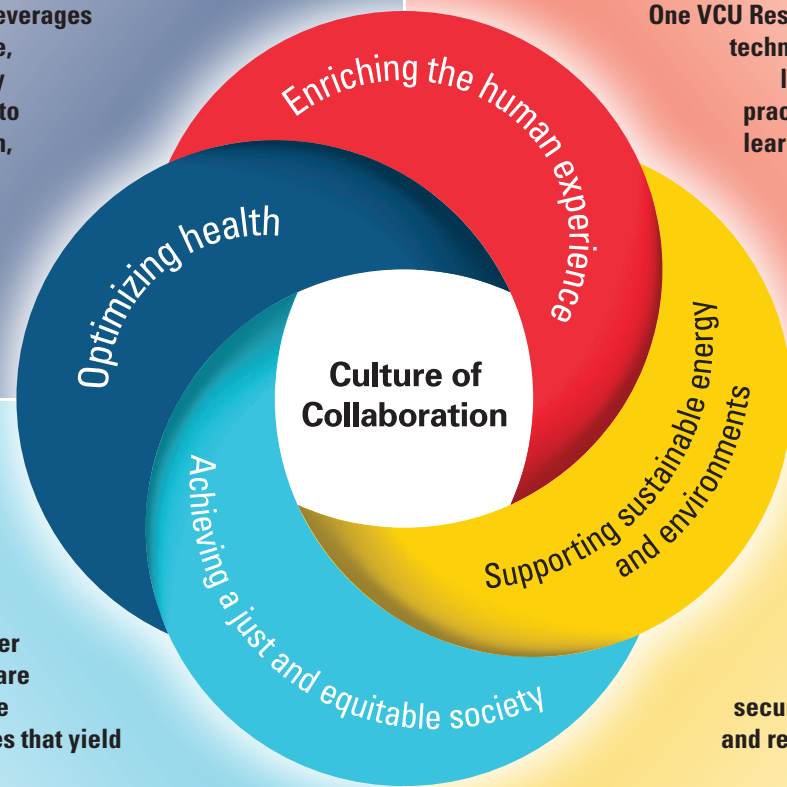 everages
One VCU Res
techn
prac
lear
to
Enriching the human experience
Optimizing health
Culture of
Collaboration
Supporting sustainable energy
and environments
Achieving a just and equitable society
er
are
es that yield
secu
and re